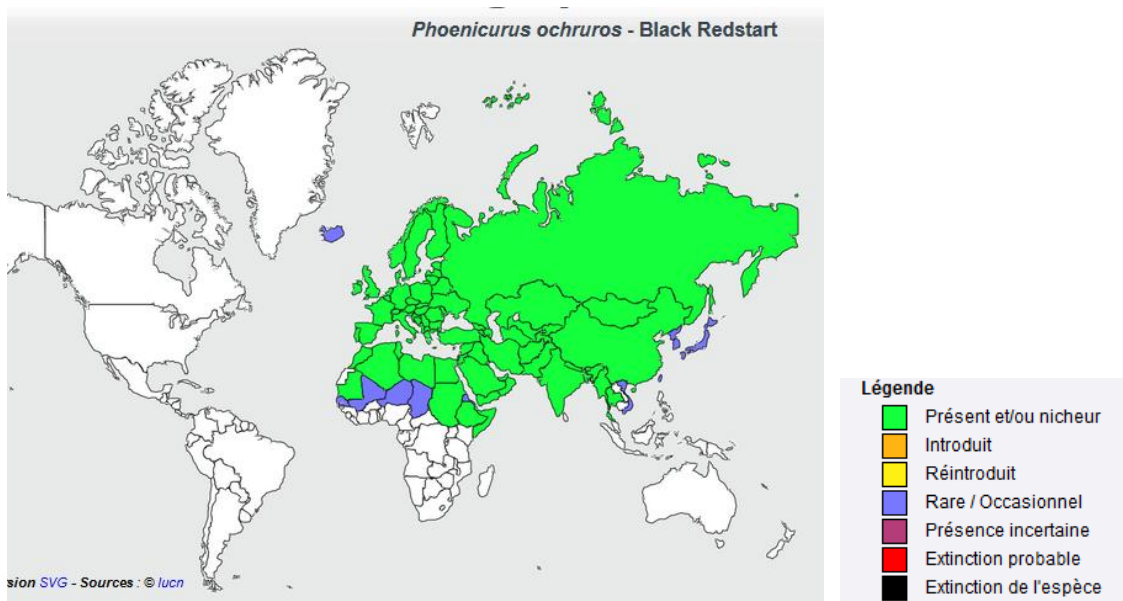 Phoenicurus ochruros - Black Redstart
sion SVG - Sources : © Iucn
Légende
Présent et/ou nicheur
Introduit
Réintroduit
Rare / Occasionnel
Présence incertaine
Extinction probable
Extinction de l'espèce